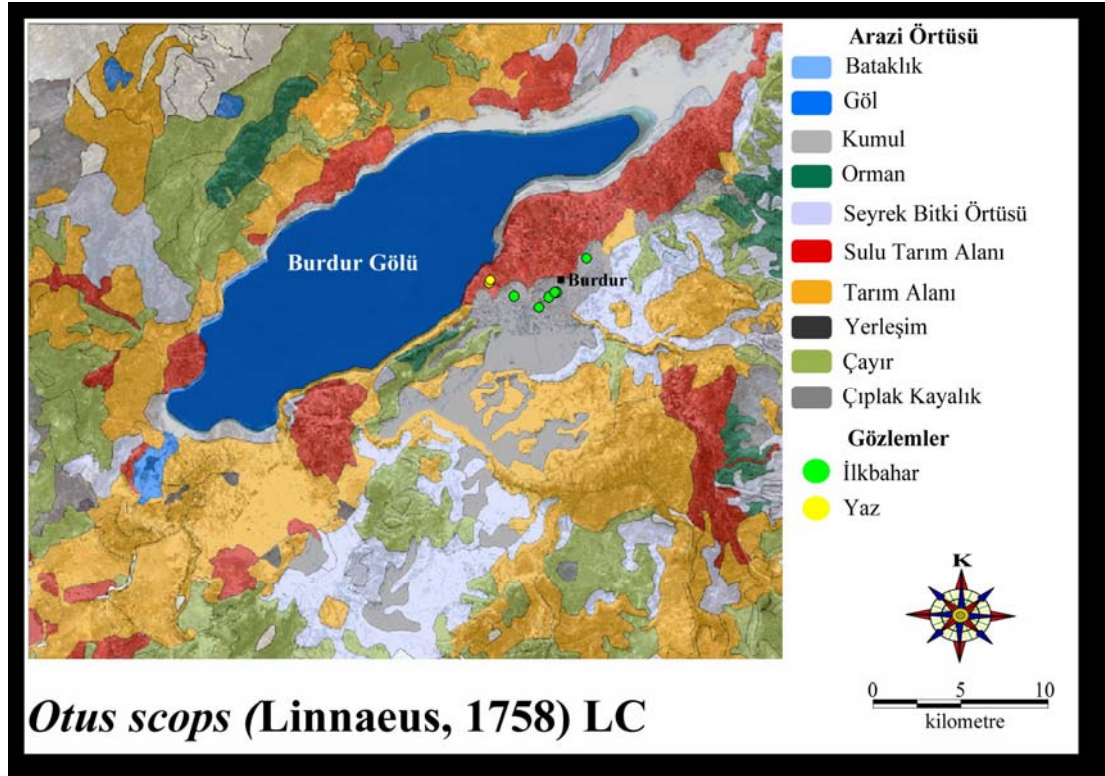 Arazi Örtüsü
Bataklık
Göl
Kumul
Orman
Seyrek Bitki Örtüsü
Sulu Tarım Alanı
Tarım Alanı
Yerleşim
Çayır
Çıplak Kayalık
Gözlemler
İlkbahar
Yaz
Burdur Gölü
Burdur
K
0 5 10
kilometre
Otus scops (Linnaeus, 1758) LC